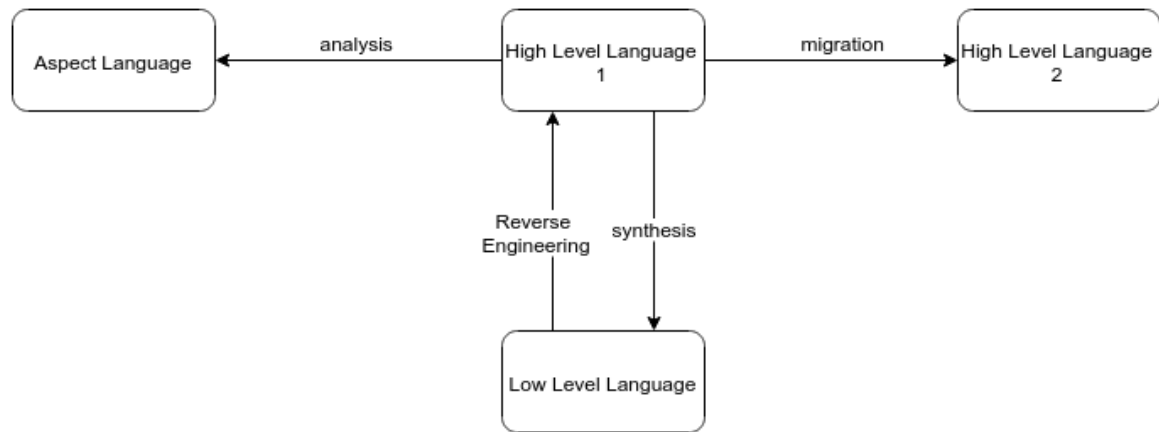 analysis
migration
Aspect Language
High Level Language
1
High Level Language
2
Reverse
Engineering
synthesis
Low Level Language